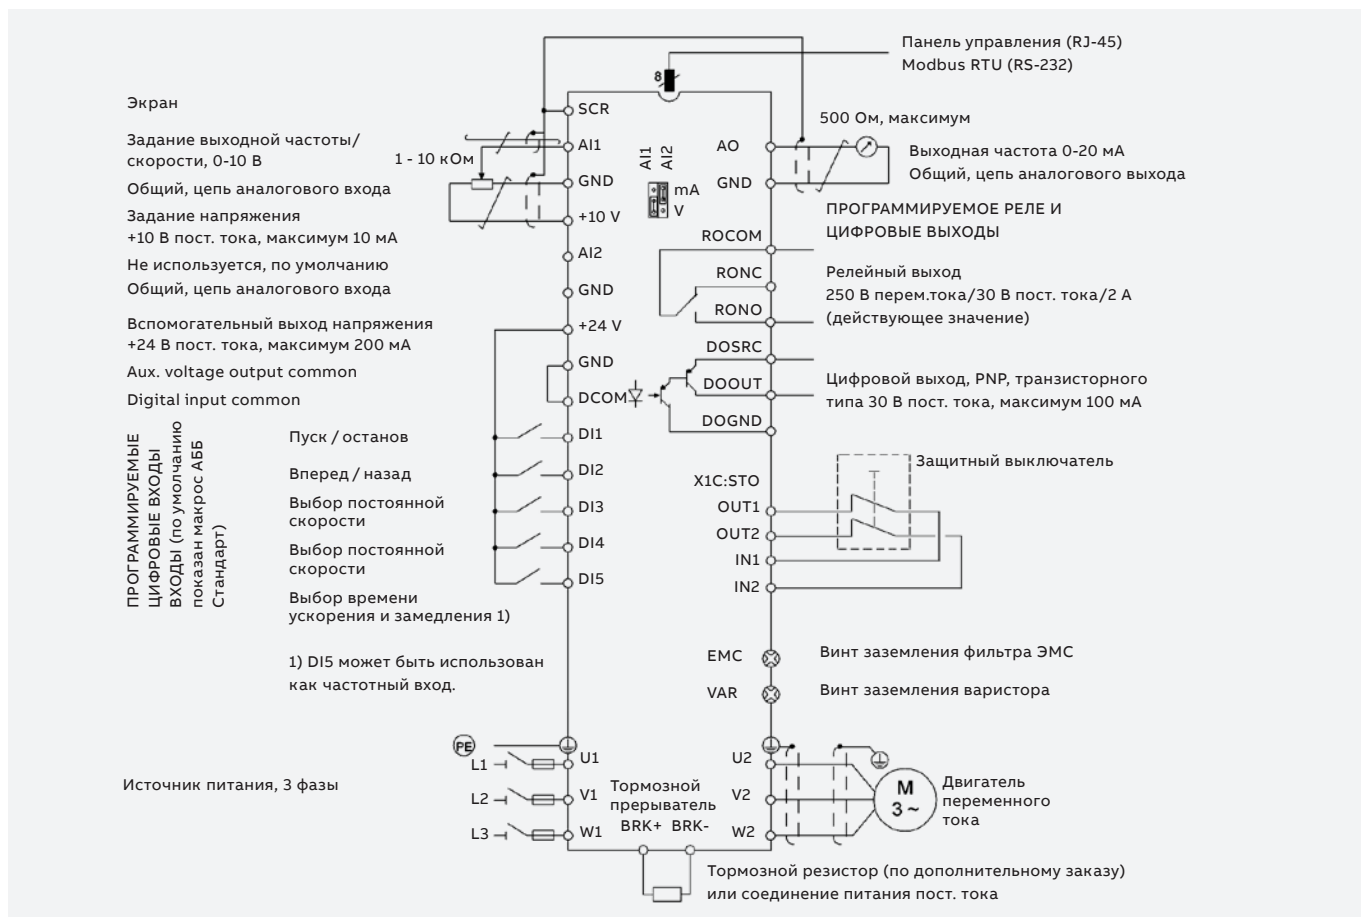 Панель управления (RJ-45)
Modbus RTU (RS-232)
8
Экран
SCR
500 Ом, максимум
Задание выходной частоты/
скорости, 0-10 В
1 - 10 кОм
AI1
AI1
AI2
AO
Выходная частота 0-20 мА
Общий, цепь аналогового выхода
Общий, цепь аналогового входа
GND
mA
V
GND
Задание напряжения
+10 В пост. тока, максимум 10 мА
+10 V
ПРОГРАММИРУЕМОЕ РЕЛЕ И
ЦИФРОВЫЕ ВЫХОДЫ
ROCOM
AI2
Не используется, по умолчанию
RONC
Релейный выход
250 В перем.тока/30 В пост. тока/2 А
(действующее значение)
Общий, цепь аналогового входа
GND
RONO
Вспомогательный выход напряжения
+24 В пост. тока, максимум 200 мА
+24 V
DOSRC
Aux. voltage output common
GND
DOOUT
Цифровой выход, PNP, транзисторного
типа 30 В пост. тока, максимум 100 мА
Digital input common
DCOM
DOGND
ПРОГРАММИРУЕМЫЕ
ЦИФРОВЫЕ ВХОДЫ
ВХОДЫ (по умолчанию
показан макрос АББ
Стандарт)
Пуск / останов
DI1
Вперед / назад
DI2
Выбор постоянной
скорости
DI3
Выбор постоянной
скорости
DI4
Выбор времени
ускорения и замедления 1)
DI5
1) DI5 может быть использован
как частотный вход.
Защитный выключатель
X1C:STO
OUT1
OUT2
IN1
IN2
EMC
Винт заземления фильтра ЭМС
VAR
Винт заземления варистора
PE
L1
U1
U2
Источник питания, 3 фазы
L2
V1
Тормозной
прерыватель
BRK+ BRK-
V2
M
3 ~
Двигатель
переменного
тока
L3
W1
W2
Тормозной резистор (по дополнительному заказу)
или соединение питания пост. тока